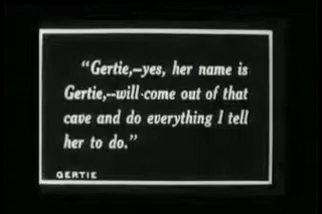 "Gertie,--yes, her name is
Gertie,--will come out of that
cave and do everything I tell
her to do."
GERTIE